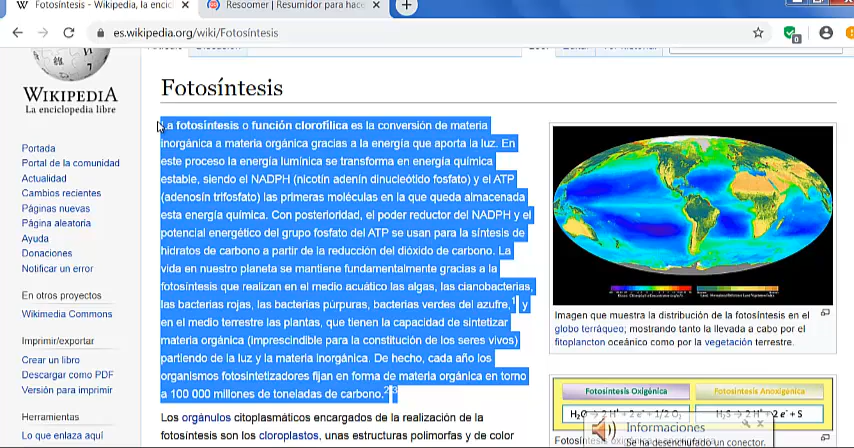 Fotosíntesis - Wikipedia, la encic
Resoomer | Resumidor para hace
es.wikipedia.org/wiki/Fotosíntesis
WIKIPEDIA
La enciclopedia libre
Portada
Portal de la comunidad
Actualidad
Cambios recientes
Páginas nuevas
Página aleatoria
Ayuda
Donaciones
Notificar un error
En otros proyectos
Wikimedia Commons
Imprimir/exportar
Crear un libro
Descargar como PDF
Versión para imprimir
Herramientas
Lo que enlaza aquí
Fotosíntesis
La fotosíntesis o función clorofílica es la conversión de materia
inorgánica a materia orgánica gracias a la energía que aporta la luz. En
este proceso la energía lumínica se transforma en energía química
estable, siendo el NADPH (nicotín adenín dinucleótido fosfato) y el ATP
(adenosín trifosfato) las primeras moléculas en la que queda almacenada
esta energía química. Con posterioridad, el poder reductor del NADPH y el
potencial energético del grupo fosfato del ATP se usan para la síntesis de
hidratos de carbono a partir de la reducción del dióxido de carbono. La
vida en nuestro planeta se mantiene fundamentalmente gracias a la
fotosíntesis que realizan en el medio acuático las algas, las cianobacterias,
las bacterias rojas, las bacterias púrpuras, bacterias verdes del azufre,1 y
en el medio terrestre las plantas, que tienen la capacidad de sintetizar
materia orgánica (imprescindible para la constitución de los seres vivos)
partiendo de la luz y la materia inorgánica. De hecho, cada año los
organismos fotosintetizadores fijan en forma de materia orgánica en torno
a 100 000 millones de toneladas de carbono.2 3
Los orgánulos citoplasmáticos encargados de la realización de la
fotosíntesis son los cloroplastos, unas estructuras polimorfas y de color
Imagen que muestra la distribución de la fotosíntesis en el
globo terráqueo; mostrando tanto la llevada a cabo por el
fitoplancton oceánico como por la vegetación terrestre.
Fotosíntesis Oxigénica
Fotosíntesis Anoxigénica
H2O → 2 H+ + 2 e- + 1/2 O2
H2S → 2 H+ + 2 e- + S
Informaciones
Se ha desenchufado un conector.